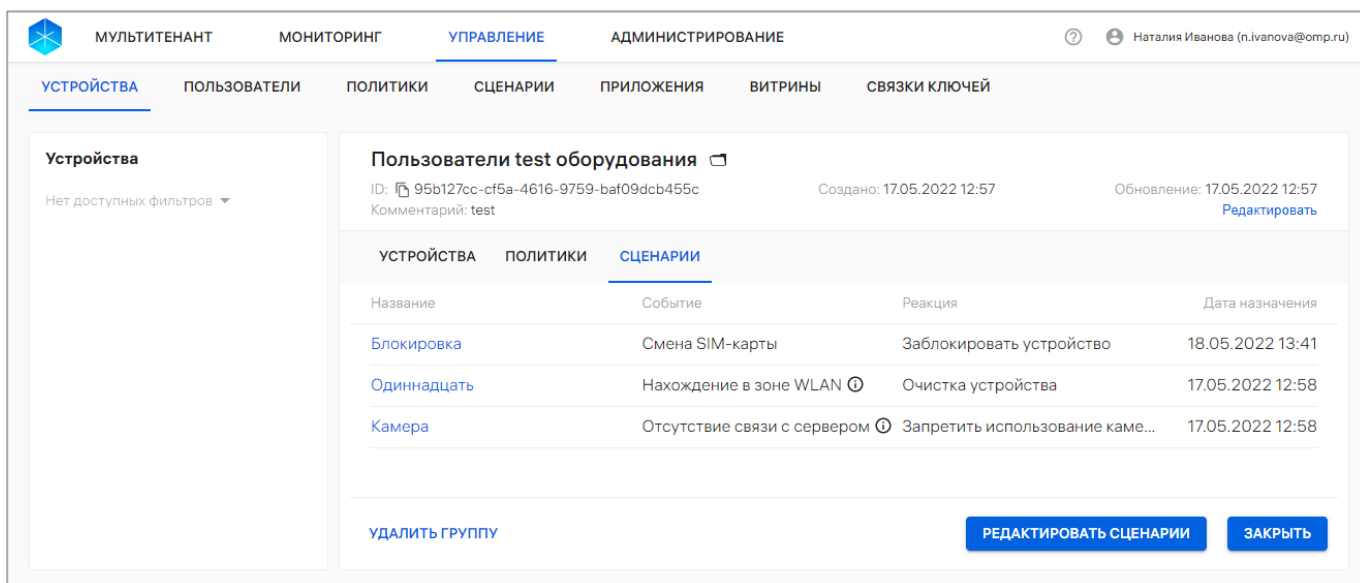 МУЛЬТИТЕНАНТ МОНИТОРИНГ УПРАВЛЕНИЕ АДМИНИСТРИРОВАНИЕ Наталия Иванова (n.ivanova@omp.ru)
УСТРОЙСТВА ПОЛЬЗОВАТЕЛИ ПОЛИТИКИ СЦЕНАРИИ ПРИЛОЖЕНИЯ ВИТРИНЫ СВЯЗКИ КЛЮЧЕЙ
Устройства
Нет доступных фильтров
Пользователи test оборудования
ID: 95b127cc-cf5a-4616-9759-baf09dcb455c Создано: 17.05.2022 12:57 Обновление: 17.05.2022 12:57
Комментарий: test Редактировать
УСТРОЙСТВА ПОЛИТИКИ СЦЕНАРИИ
Название Событие Реакция Дата назначения
Блокировка Смена SIM-карты Заблокировать устройство 18.05.2022 13:41
Одиннадцать Нахождение в зоне WLAN Очистка устройства 17.05.2022 12:58
Камера Отсутствие связи с сервером Запретить использование каме... 17.05.2022 12:58
УДАЛИТЬ ГРУППУ РЕДАКТИРОВАТЬ СЦЕНАРИИ ЗАКРЫТЬ